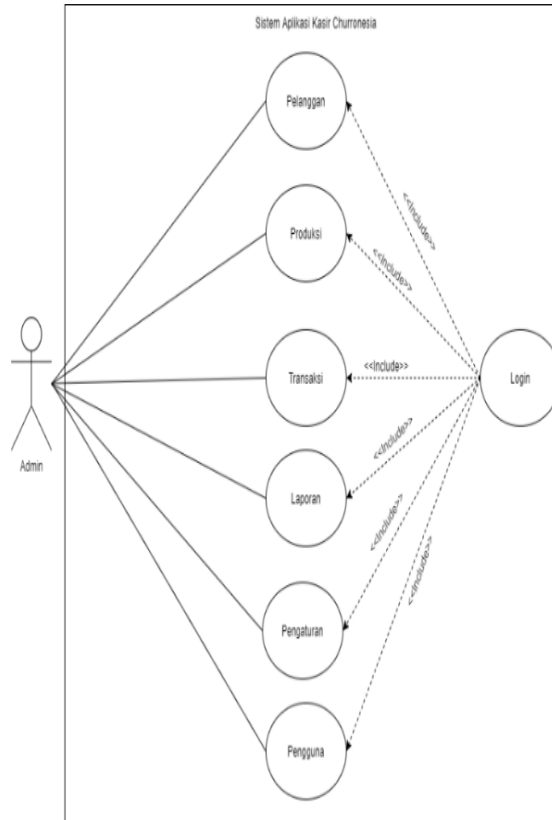 Sistem Aplikasi Kasir Churronesia
Pelanggan
<<Include>>
Produksi
<<Include>>
Transaksi
<<Include>>
Login
Admin
<<Include>>
Laporan
<<Include>>
<<Include>>
Pengaturan
Pengguna